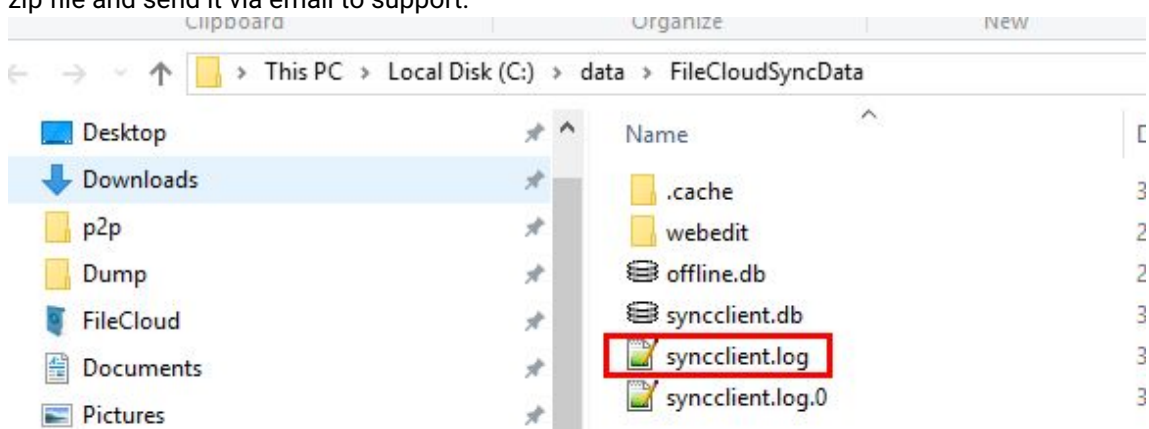 zip file and send it via email to support.
Clipboard Organize New
This PC > Local Disk (C:) > data > FileCloudSyncData
Name
Desktop
Downloads
p2p
Dump
FileCloud
Documents
Pictures
.cache
webedit
offline.db
syncclient.db
syncclient.log
syncclient.log.0